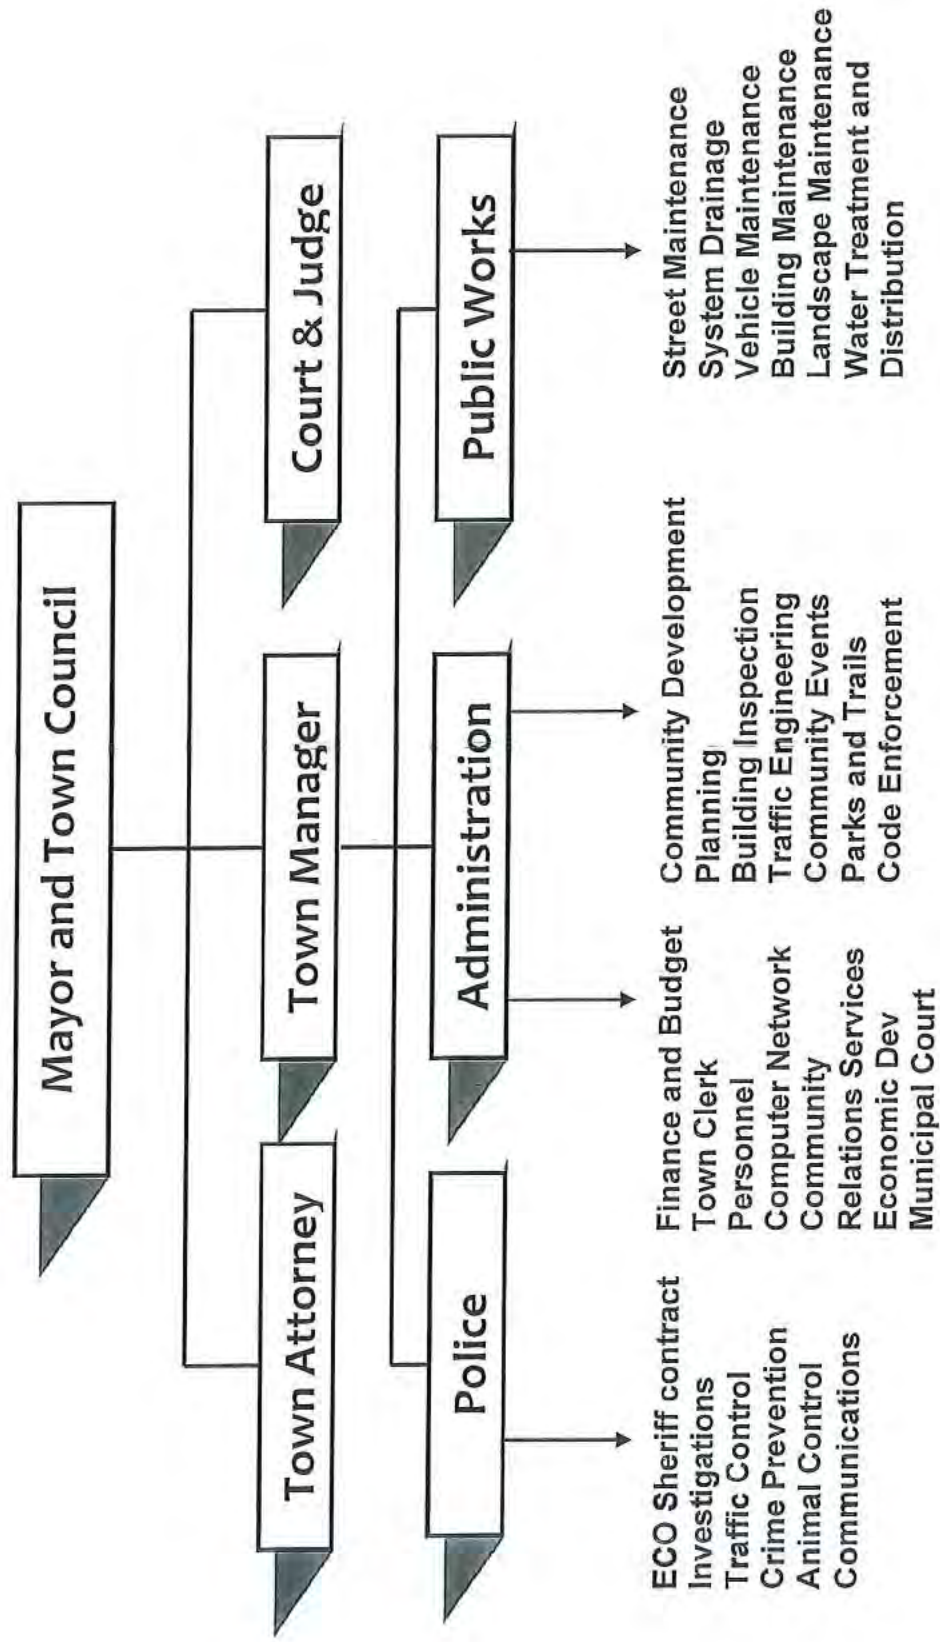 Mayor and Town Council
Town Attorney
Town Manager
Court & Judge
Police
Administration
Public Works
ECO Sheriff contract
Investigations
Traffic Control
Crime Prevention
Animal Control
Communications
Finance and Budget
Town Clerk
Personnel
Computer Network
Community
Relations Services
Economic Dev
Municipal Court
Community Development
Planning
Building Inspection
Traffic Engineering
Community Events
Parks and Trails
Code Enforcement
Street Maintenance
System Drainage
Vehicle Maintenance
Building Maintenance
Landscape Maintenance
Water Treatment and
Distribution